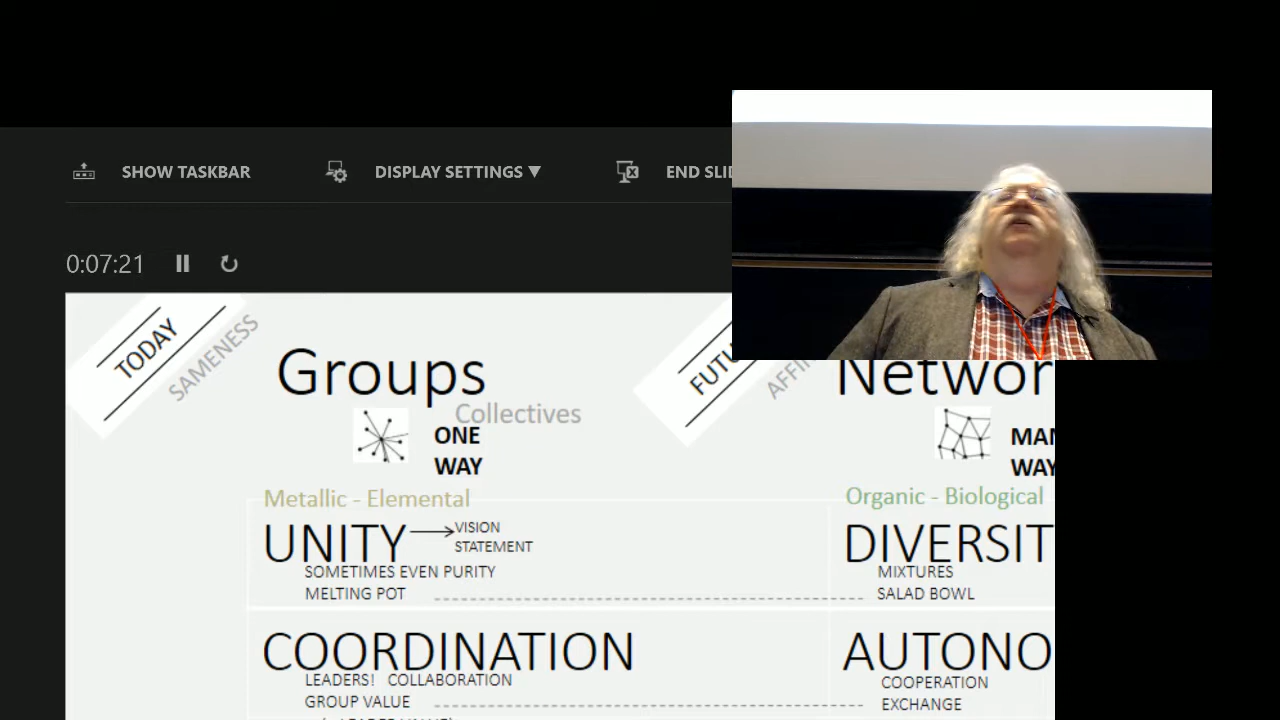 SHOW TASKBAR
DISPLAY SETTINGS ▼
END SLI
0:07:21
TODAY
SAMENESS
Groups
Collectives
ONE
WAY
FUTU
AFFI
Networ
MAN
WAY
Metallic - Elemental
Organic - Biological
UNITY
VISION
STATEMENT
SOMETIMES EVEN PURITY
MELTING POT
DIVERSIT
MIXTURES
SALAD BOWL
COORDINATION
LEADERS! COLLABORATION
GROUP VALUE
AUTONO
COOPERATION
EXCHANGE